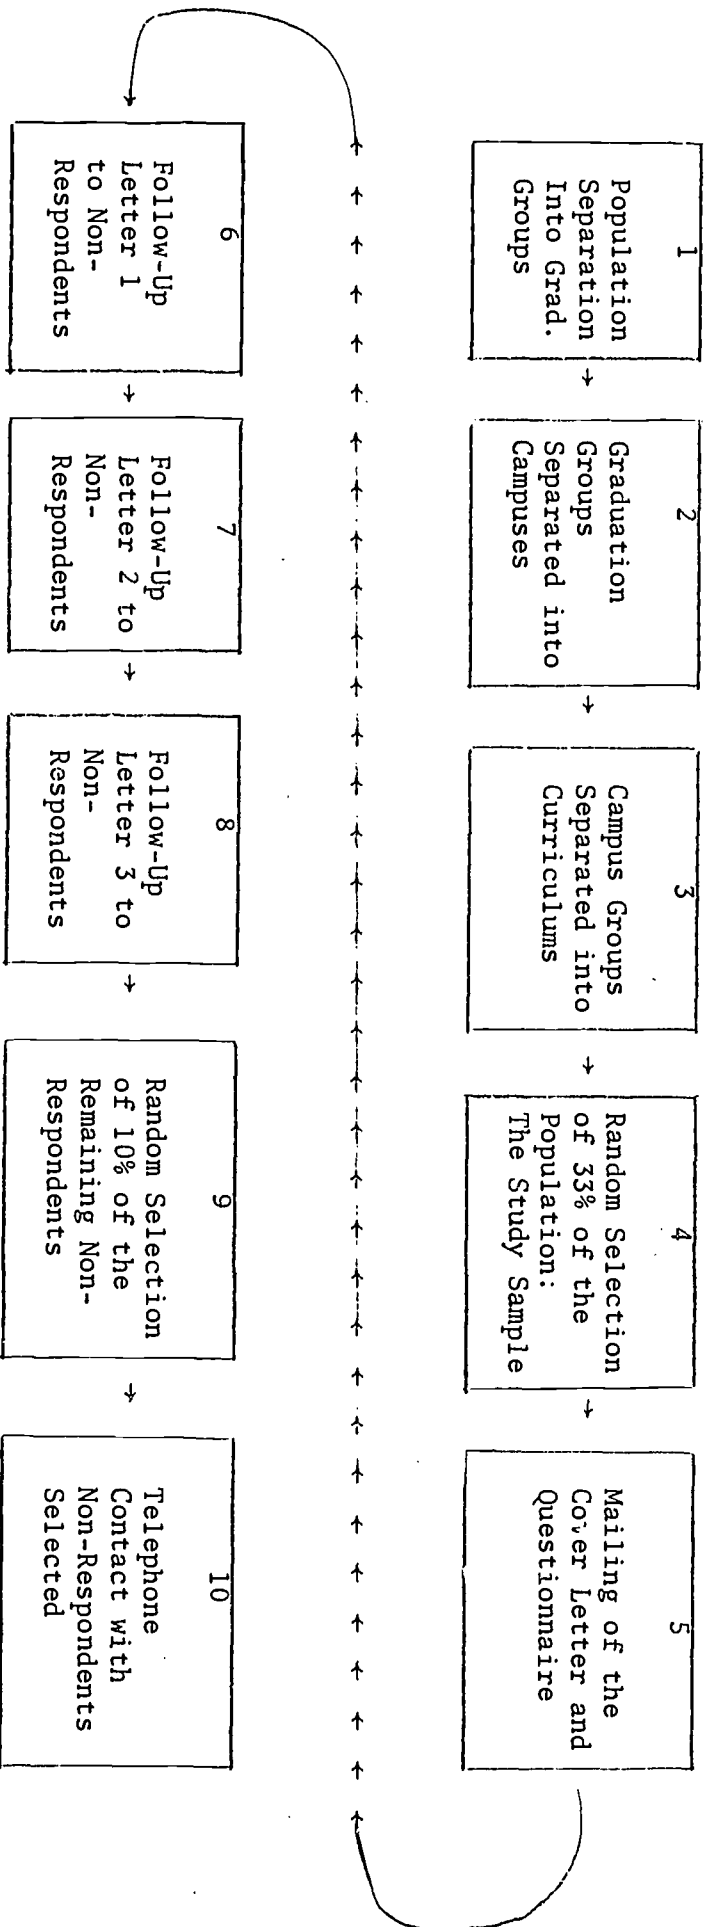 1
Population
Separation
Into Grad.
Groups
2
Graduation
Groups
Separated into
Campuses
3
Campus Groups
Separated into
Curriculums
4
Random Selection
of 33% of the
Population:
The Study Sample
5
Mailing of the
Cover Letter and
Questionnaire
6
Follow-Up
Letter 1
to Non-
Respondents
7
Follow-Up
Letter 2 to
Non-
Respondents
8
Follow-Up
Letter 3 to
Non-
Respondents
9
Random Selection
of 10% of the
Remaining Non-
Respondents
10
Telephone
Contact with
Non-Respondents
Selected